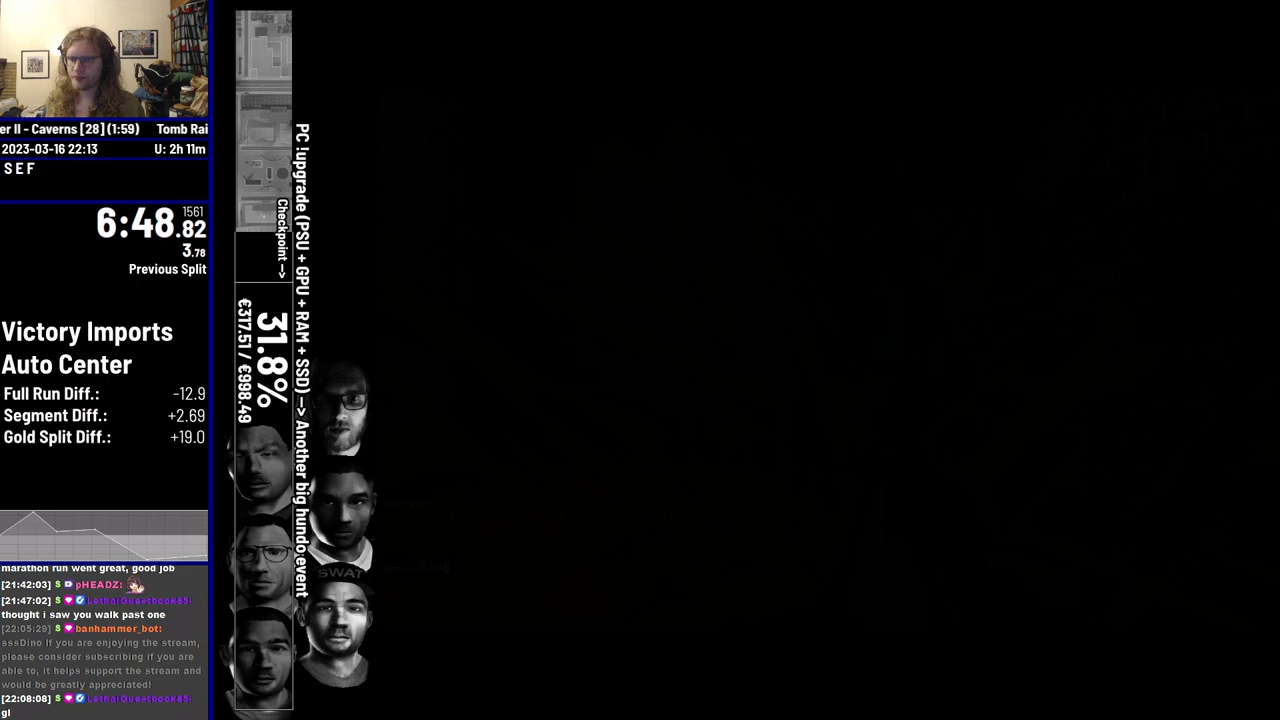 er II - Caverns [28] (1:59) Tomb Rai
2023-03-16 22:13 U: 2h 11m
S E F
1561
6:48.82
3.78
Previous Split
Victory Imports
Auto Center
Full Run Diff.: -12.9
Segment Diff.: +2.69
Gold Split Diff.: +19.0
marathon run went great, good job
[21:42:03] S pHEADZ:
[21:47:02] S LethalGueetbook85:
thought i saw you walk past one
[22:05:29] S banhammer_bot:
sssDino If you are enjoying the stream,
please consider subscribing if you are
able to, it helps support the stream and
would be greatly appreciated!
[22:08:08] S
gl
PC !upgrade (PSU + GPU + RAM + SSD) —> Another big hundo event
Checkpoint —>
31.8%
€317.51 / €998.49
SWAT